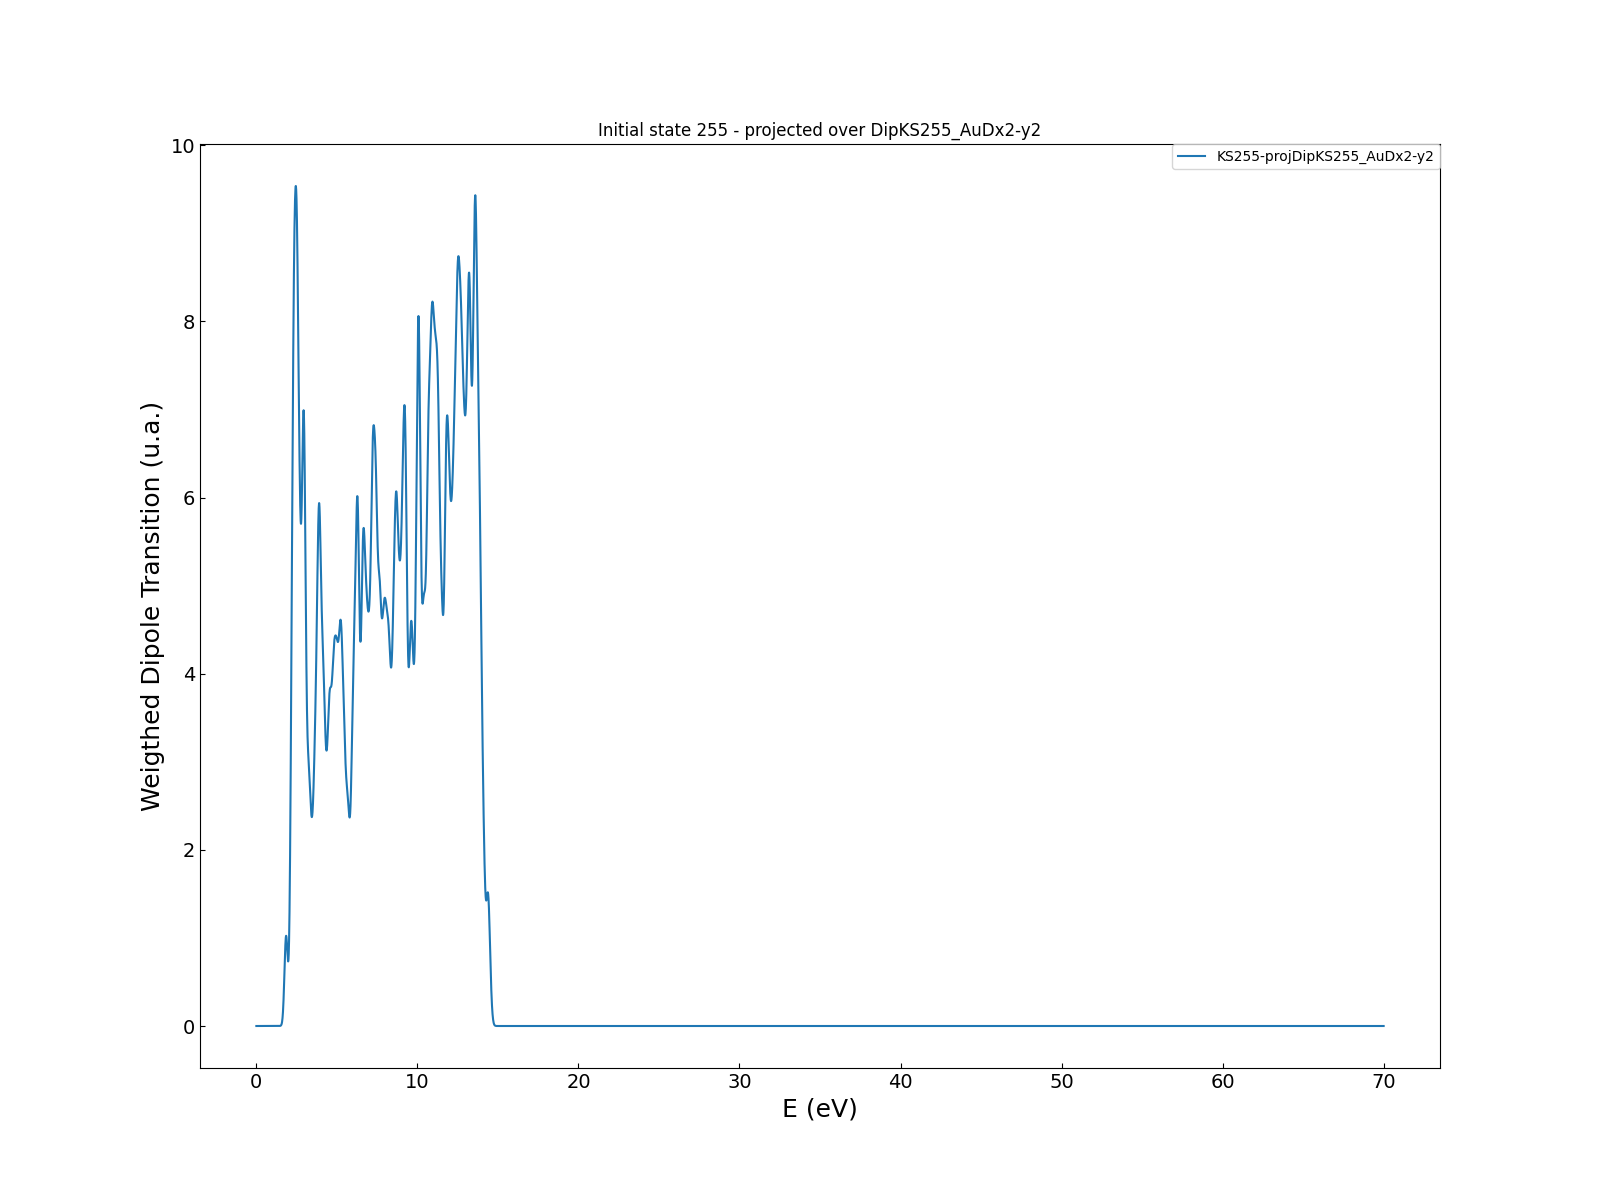 Initial state 255 - projected over DipKS255_AuDx2-y2
KS255-projDipKS255_AuDx2-y2
Weigthed Dipole Transition (u.a.)
10
8
6
4
2
0
0 10 20 30 40 50 60 70
E (eV)